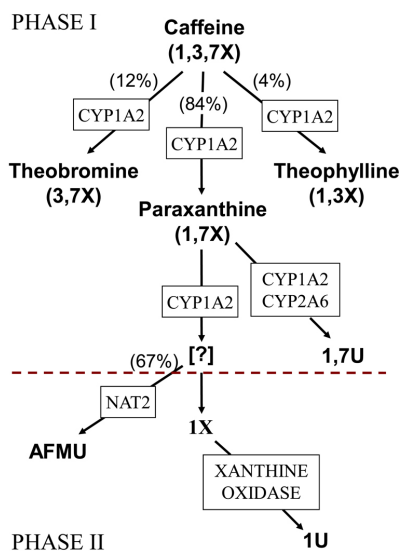 PHASE I
Caffeine
(1,3,7X)
(12%)
(84%)
(4%)
CYP1A2
CYP1A2
CYP1A2
Theobromine
(3,7X)
Theophylline
(1,3X)
Paraxanthine
(1,7X)
CYP1A2
CYP2A6
CYP1A2
[?]
1,7U
(67%)
NAT2
1X
AFMU
XANTHINE
OXIDASE
PHASE II
1U